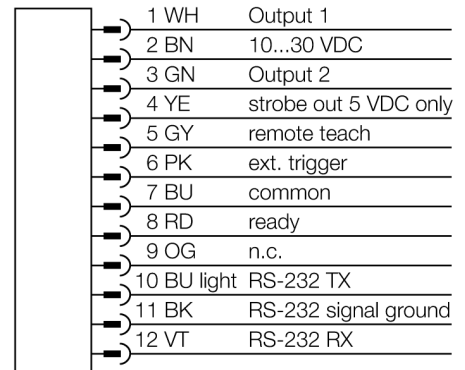 1 WH Output 1
2 BN 10...30 VDC
3 GN Output 2
4 YE strobe out 5 VDC only
5 GY remote teach
6 PK ext. trigger
7 BU common
8 RD ready
9 OG n.c.
10 BU light RS-232 TX
11 BK RS-232 signal ground
12 VT RS-232 RX